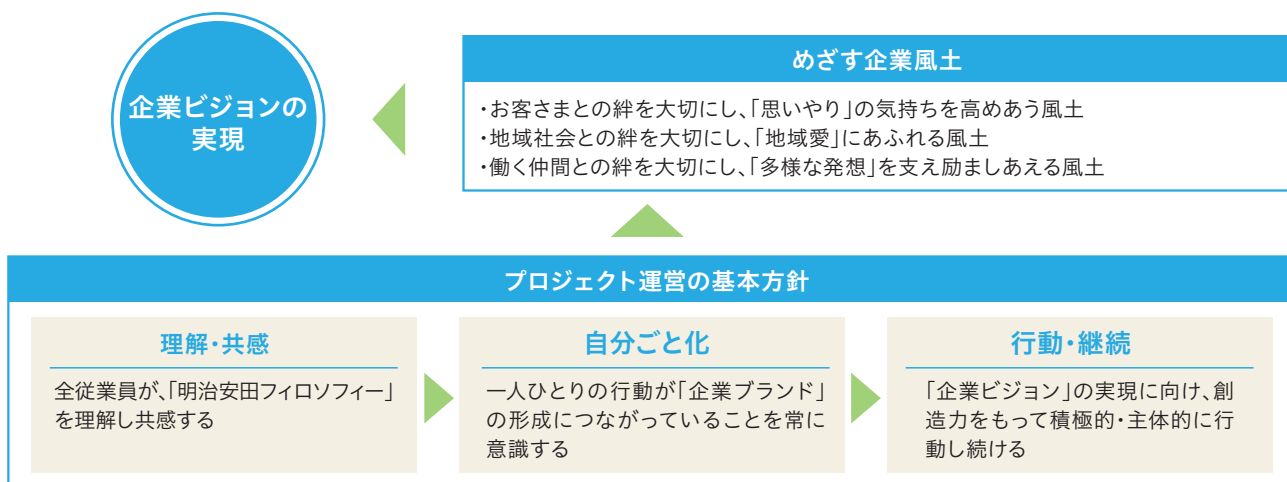 企業ビジョンの
実現
めざす企業風土
・お客さまとの絆を大切にし、「思いやり」の気持ちを高めあう風土
・地域社会との絆を大切にし、「地域愛」にあふれる風土
・働く仲間との絆を大切にし、「多様な発想」を支え励ましあえる風土
プロジェクト運営の基本方針
理解・共感
全従業員が、「明治安田フィロソフィー」
を理解し共感する
自分ごと化
一人ひとりの行動が「企業ブランド」
の形成につながっていることを常に
意識する
行動・継続
「企業ビジョン」の実現に向け、創
造力をもって積極的・主体的に行
動し続ける